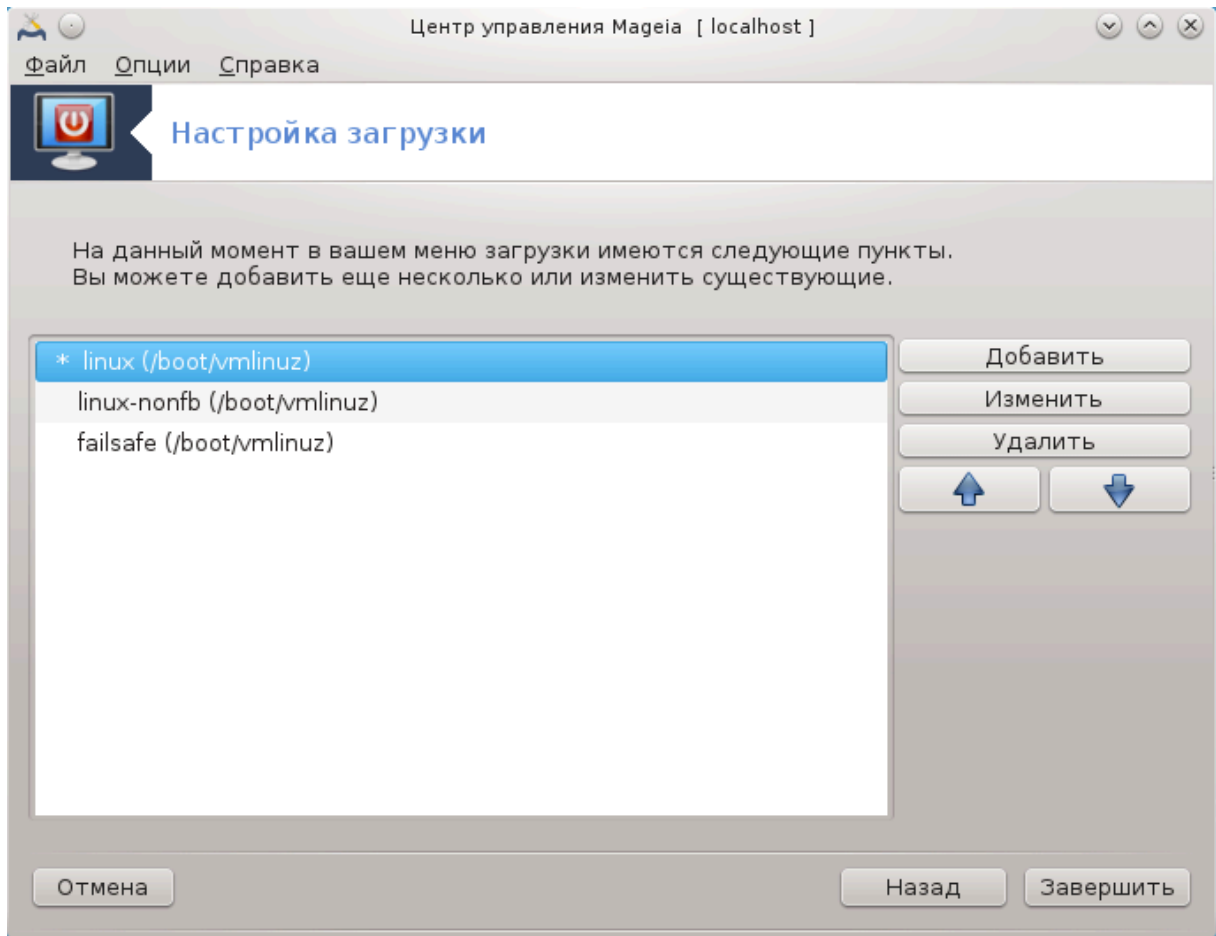 Центр управления Mageia [ localhost ]
Файл Опции Справка
Настройка загрузки
На данный момент в вашем меню загрузки имеются следующие пункты.
Вы можете добавить еще несколько или изменить существующие.
* linux (/boot/vmlinuz)
linux-nonfb (/boot/vmlinuz)
failsafe (/boot/vmlinuz)
Добавить
Изменить
Удалить
Отмена Назад Завершить